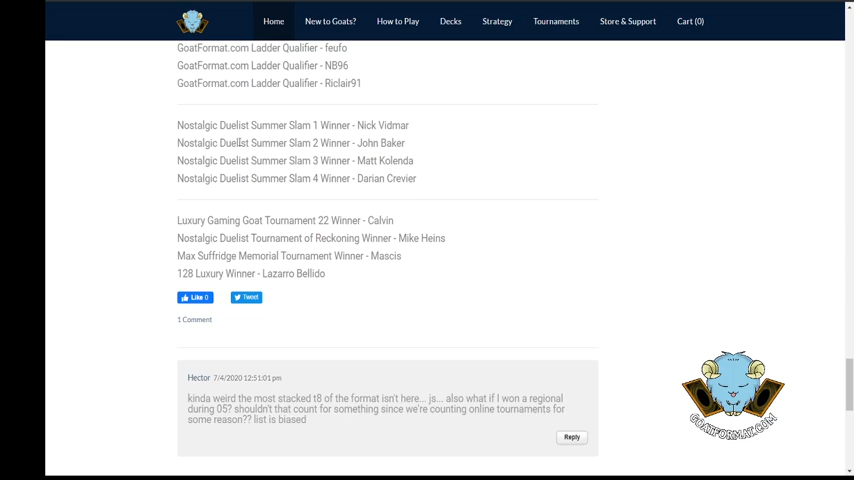 Home New to Goats? How to Play Decks Strategy Tournaments Store & Support Cart (0)
GoatFormat.com Ladder Qualifier - feufo
GoatFormat.com Ladder Qualifier - NB96
GoatFormat.com Ladder Qualifier - Riclair91
Nostalgic Duelist Summer Slam 1 Winner - Nick Vidmar
Nostalgic Duelist Summer Slam 2 Winner - John Baker
Nostalgic Duelist Summer Slam 3 Winner - Matt Kolenda
Nostalgic Duelist Summer Slam 4 Winner - Darian Crevier
Luxury Gaming Goat Tournament 22 Winner - Calvin
Nostalgic Duelist Tournament of Reckoning Winner - Mike Heins
Max Suffridge Memorial Tournament Winner - Mascis
128 Luxury Winner - Lazarro Bellido
Like 0 Tweet
1 Comment
Hector 7/4/2020 12:51:01 pm
kinda weird the most stacked t8 of the format isn't here... js... also what if I won a regional
during 05? shouldn't that count for something since we're counting online tournaments for
some reason?? list is biased
Reply
GOATFORMAT.COM